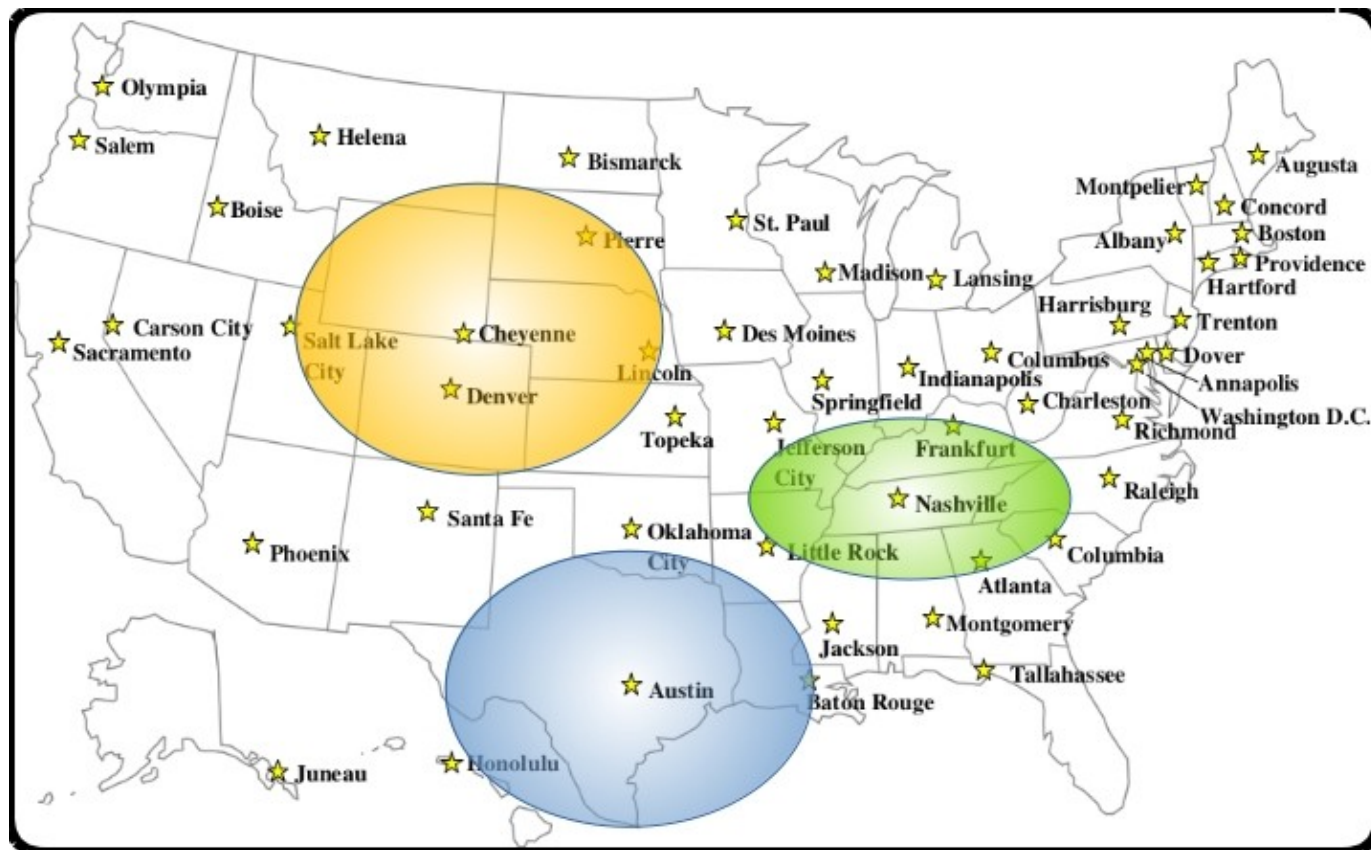 Olympia
Salem
Helena
Bismarck
Boise
Pierre
St. Paul
Madison
Lansing
Augusta
Montpelier
Concord
Albany
Boston
Providence
Hartford
Harrisburg
Trenton
Carson City
Sacramento
Salt Lake
City
Cheyenne
Denver
Lincoln
Des Moines
Columbus
Dover
Indianapolis
Annapolis
Springfield
Charleston
Washington D.C.
Richmond
Topeka
Jefferson
City
Frankfurt
Raleigh
Nashville
Santa Fe
Oklahoma
City
Phoenix
Little Rock
Columbia
Atlanta
Montgomery
Jackson
Tallahassee
Austin
Baton Rouge
Honolulu
Juneau